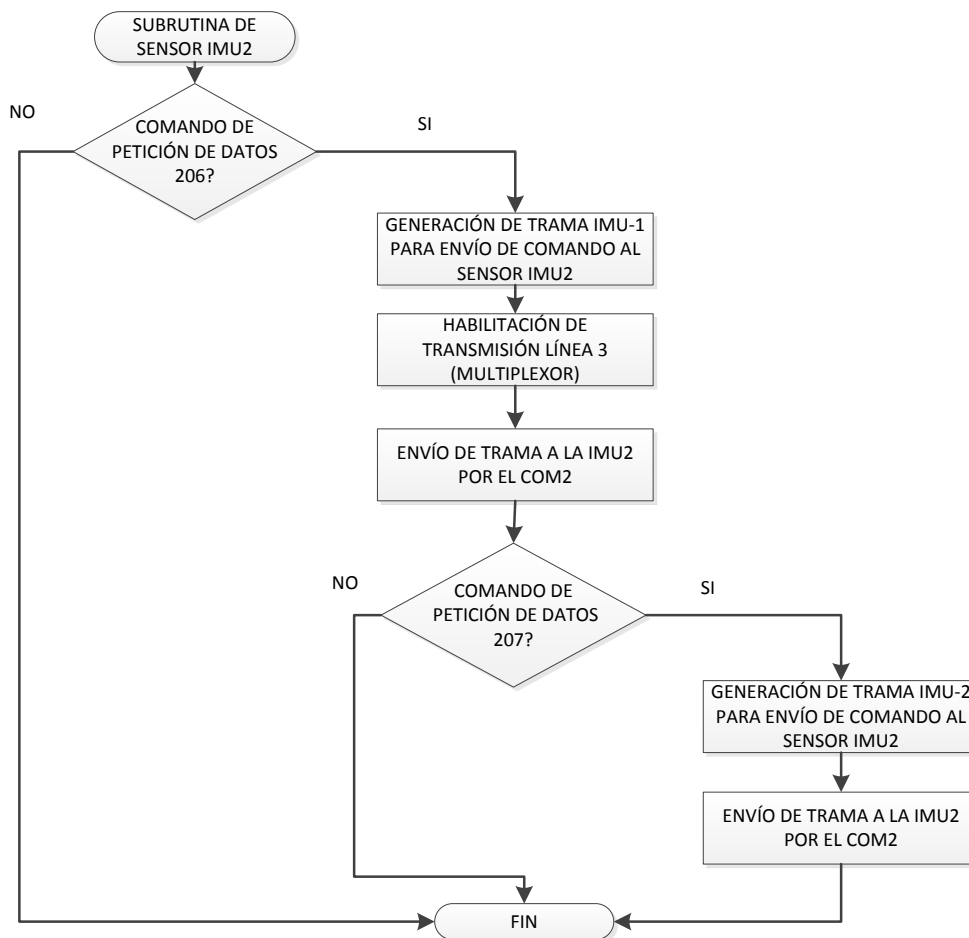 SUBRUTINA DE
SENSOR IMU2
NO
COMANDO DE
PETICIÓN DE DATOS
206?
SI
GENERACIÓN DE TRAMA IMU-1
PARA ENVÍO DE COMANDO AL
SENSOR IMU2
HABILITACIÓN DE
TRANSMISIÓN LÍNEA 3
(MULTIPLEXOR)
ENVÍO DE TRAMA A LA IMU2
POR EL COM2
NO
COMANDO DE
PETICIÓN DE DATOS
207?
SI
GENERACIÓN DE TRAMA IMU-2
PARA ENVÍO DE COMANDO AL
SENSOR IMU2
ENVÍO DE TRAMA A LA IMU2
POR EL COM2
FIN